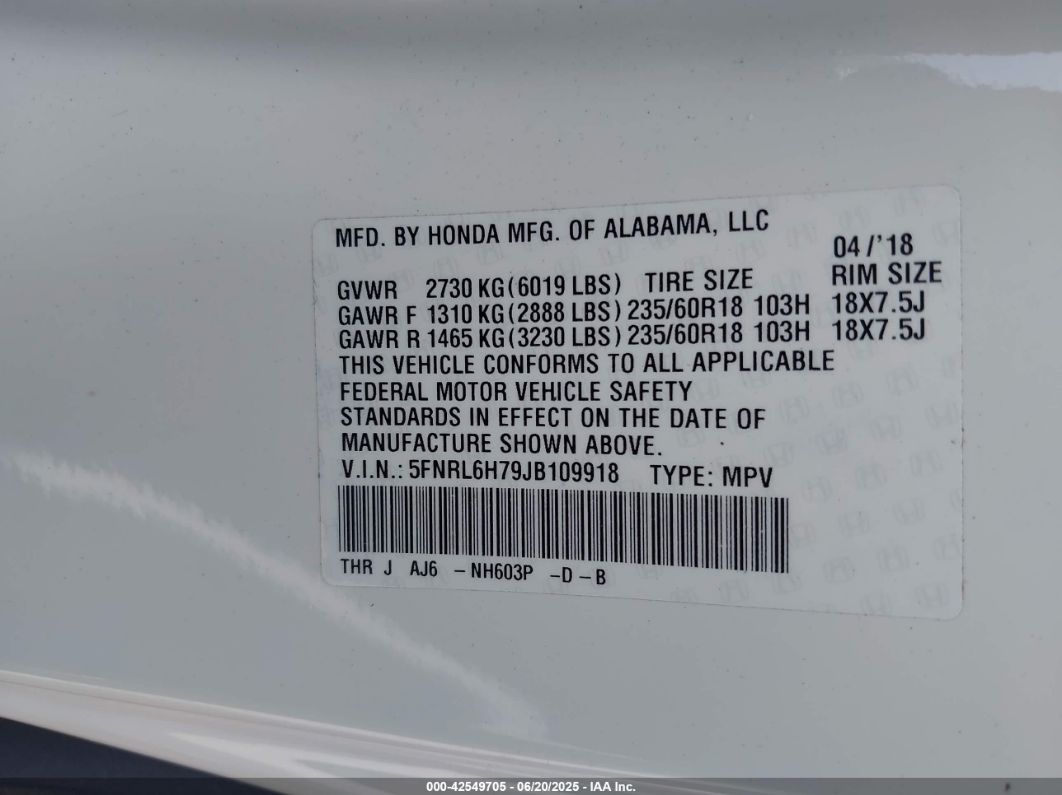 MFD. BY HONDA MFG. OF ALABAMA, LLC
04/'18
GVWR 2730 KG(6019 LBS) TIRE SIZE RIM SIZE
GAWR F 1310 KG(2888 LBS) 235/60R18 103H 18X7.5J
GAWR R 1465 KG(3230 LBS) 235/60R18 103H 18X7.5J
THIS VEHICLE CONFORMS TO ALL APPLICABLE
FEDERAL MOTOR VEHICLE SAFETY
STANDARDS IN EFFECT ON THE DATE OF
MANUFACTURE SHOWN ABOVE.
V.I.N.: 5FNRL6H79JB109918 TYPE: MPV
THR J AJ6 -NH603P -D-B
000-42549705 - 06/20/2025 - IAA Inc.